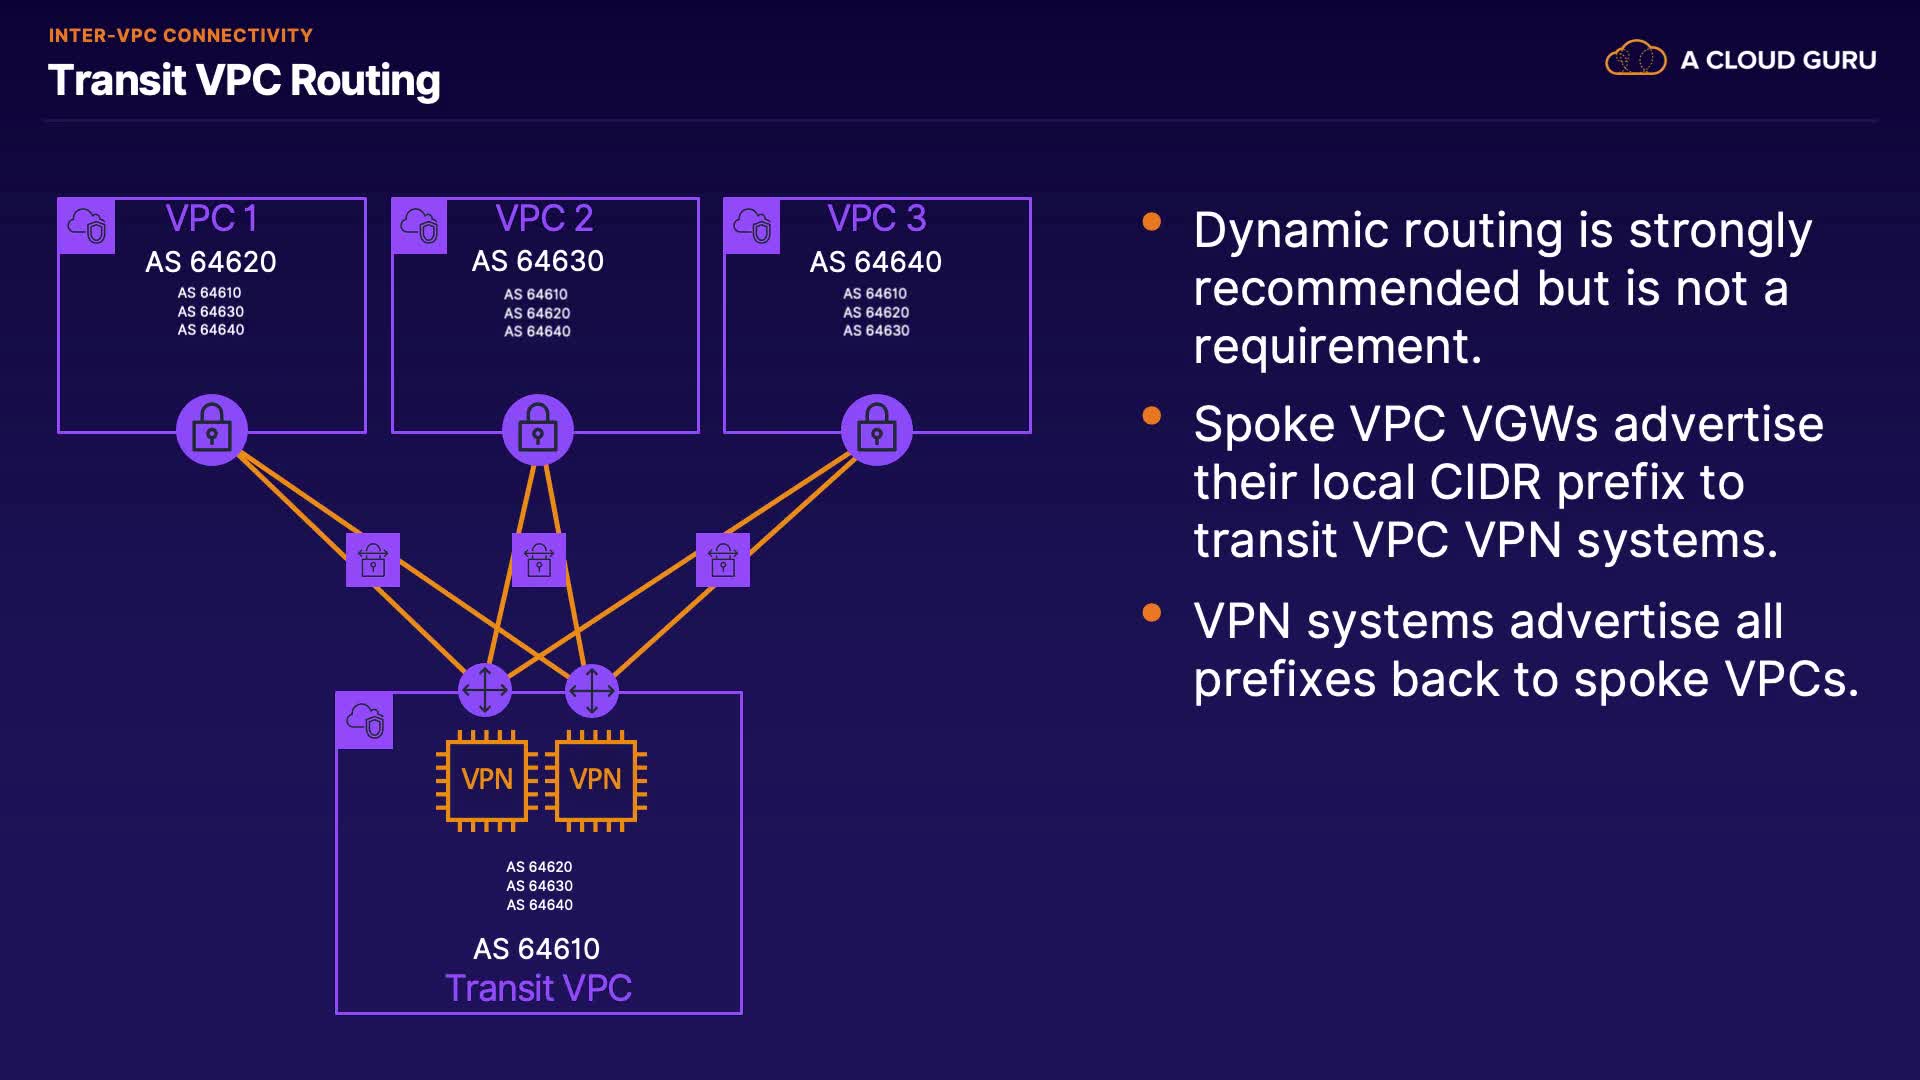 INTER-VPC CONNECTIVITY
Transit VPC Routing
A CLOUD GURU
VPC 1
AS 64620
AS 64610
AS 64630
AS 64640
VPC 2
AS 64630
AS 64610
AS 64620
AS 64640
VPC 3
AS 64640
AS 64610
AS 64620
AS 64630
VPN
VPN
AS 64620
AS 64630
AS 64640
AS 64610
Transit VPC
Dynamic routing is strongly
recommended but is not a
requirement.
Spoke VPC VGWs advertise
their local CIDR prefix to
transit VPC VPN systems.
VPN systems advertise all
prefixes back to spoke VPCs.